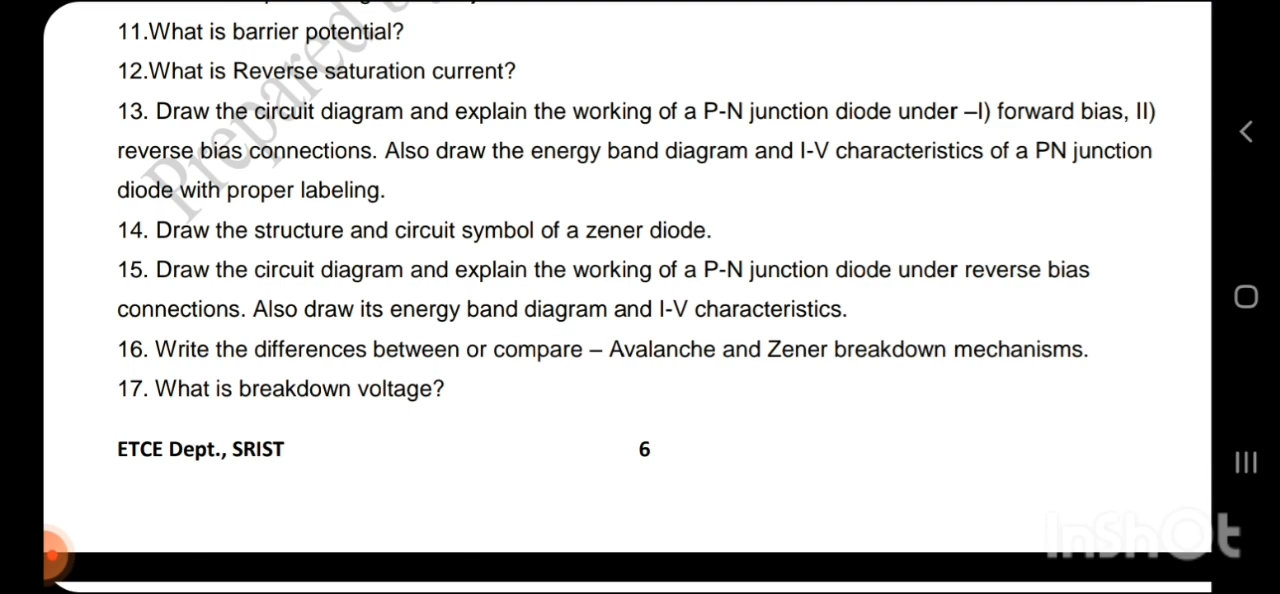 11.What is barrier potential?
12.What is Reverse saturation current?
13. Draw the circuit diagram and explain the working of a P-N junction diode under –I) forward bias, II)
reverse bias connections. Also draw the energy band diagram and I-V characteristics of a PN junction
diode with proper labeling.
14. Draw the structure and circuit symbol of a zener diode.
15. Draw the circuit diagram and explain the working of a P-N junction diode under reverse bias
connections. Also draw its energy band diagram and I-V characteristics.
16. Write the differences between or compare – Avalanche and Zener breakdown mechanisms.
17. What is breakdown voltage?
ETCE Dept., SRIST 6
Prepared
InShOt